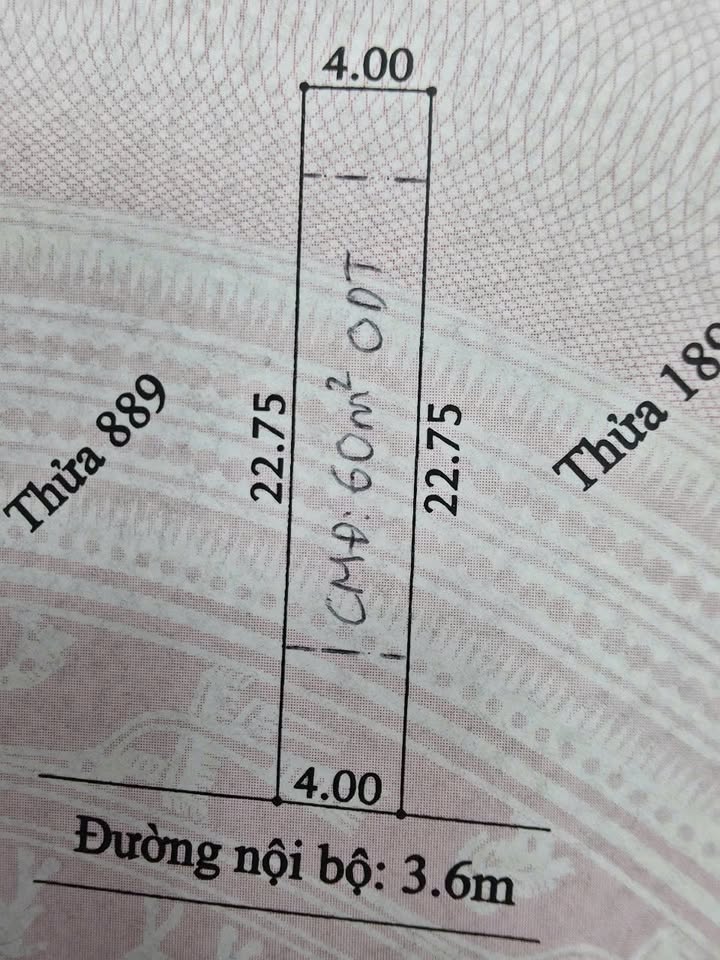 4.00
Thửa 889
22.75
CMĐ: 60m² ODT
22.75
Thửa 189
4.00
Đường nội bộ: 3.6m